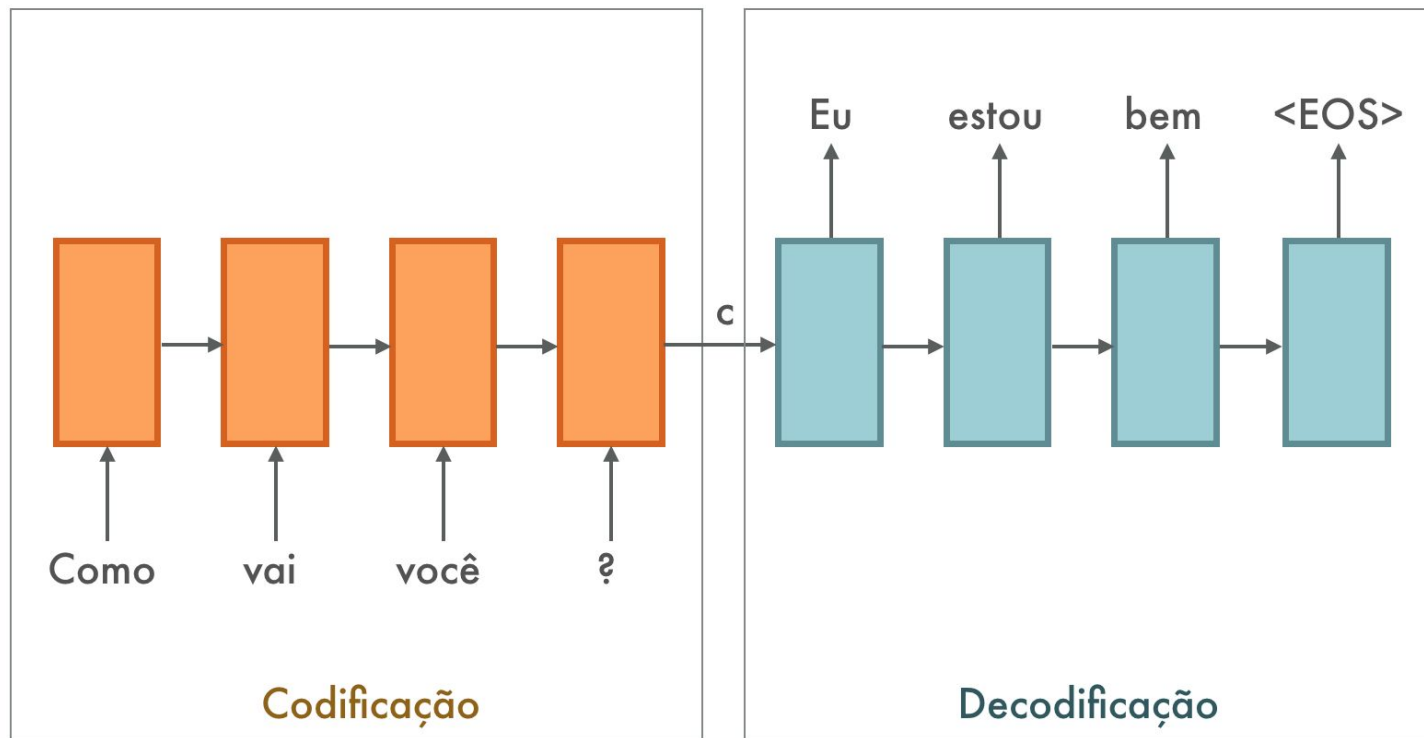 Eu estou bem <EOS>
c
Como vai você ?
Codificação
Decodificação